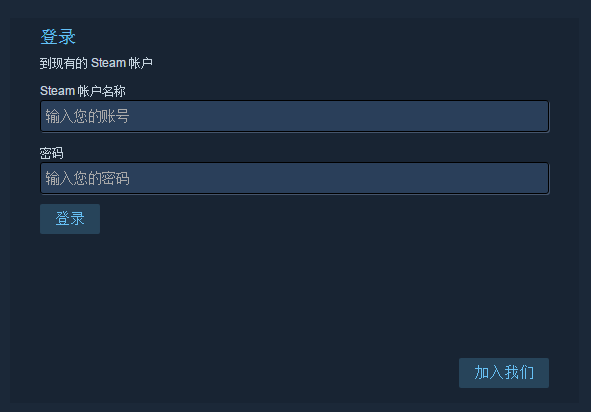 登录
到现有的 Steam 帐户
Steam 帐户名称
输入您的账号
密码
输入您的密码
登录
加入我们